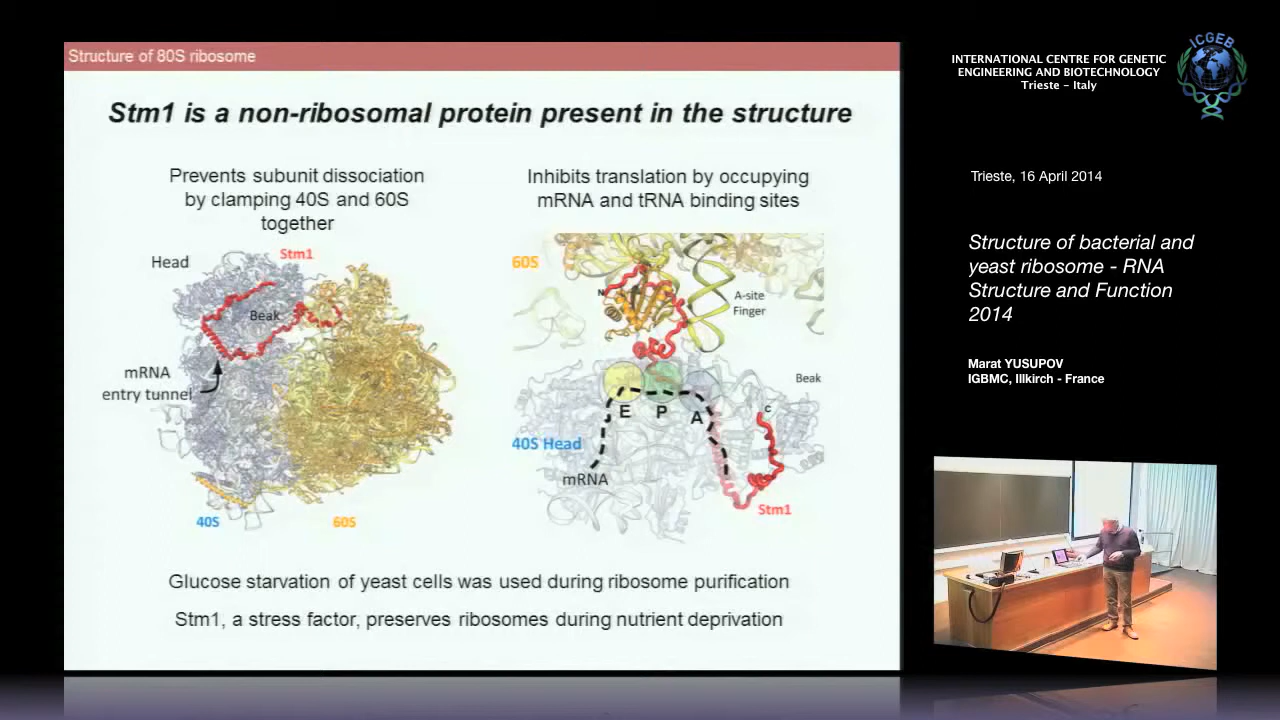 Structure of 80S ribosome
Stm1 is a non-ribosomal protein present in the structure
Prevents subunit dissociation
by clamping 40S and 60S
together
Head
Stm1
Beak
mRNA
entry tunnel
40S
60S
Inhibits translation by occupying
mRNA and tRNA binding sites
60S
N
A-site
Finger
Beak
E
P
A
C
40S Head
mRNA
Stm1
Glucose starvation of yeast cells was used during ribosome purification
Stm1, a stress factor, preserves ribosomes during nutrient deprivation
INTERNATIONAL CENTRE FOR GENETIC
ENGINEERING AND BIOTECHNOLOGY
Trieste - Italy
ICGEB
Trieste, 16 April 2014
Structure of bacterial and
yeast ribosome - RNA
Structure and Function
2014
Marat YUSUPOV
IGBMC, Illkirch - France